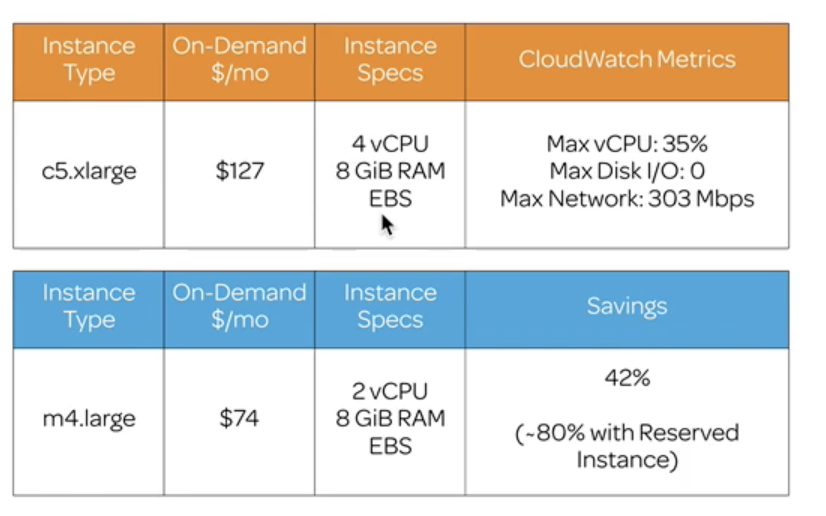 Instance Type
On-Demand $/mo
Instance Specs
CloudWatch Metrics
c5.xlarge
$127
4 vCPU
8 GiB RAM
EBS
Max vCPU: 35%
Max Disk I/O: 0
Max Network: 303 Mbps
Instance Type
On-Demand $/mo
Instance Specs
Savings
m4.large
$74
2 vCPU
8 GiB RAM
EBS
42%
(~80% with Reserved
Instance)